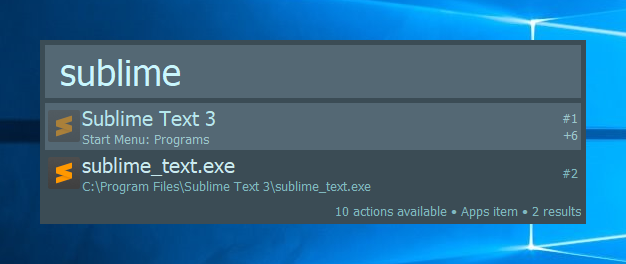 sublime
Sublime Text 3
#1
Start Menu: Programs
+6
sublime_text.exe
#2
C:\Program Files\Sublime Text 3\sublime_text.exe
10 actions available • Apps item • 2 results